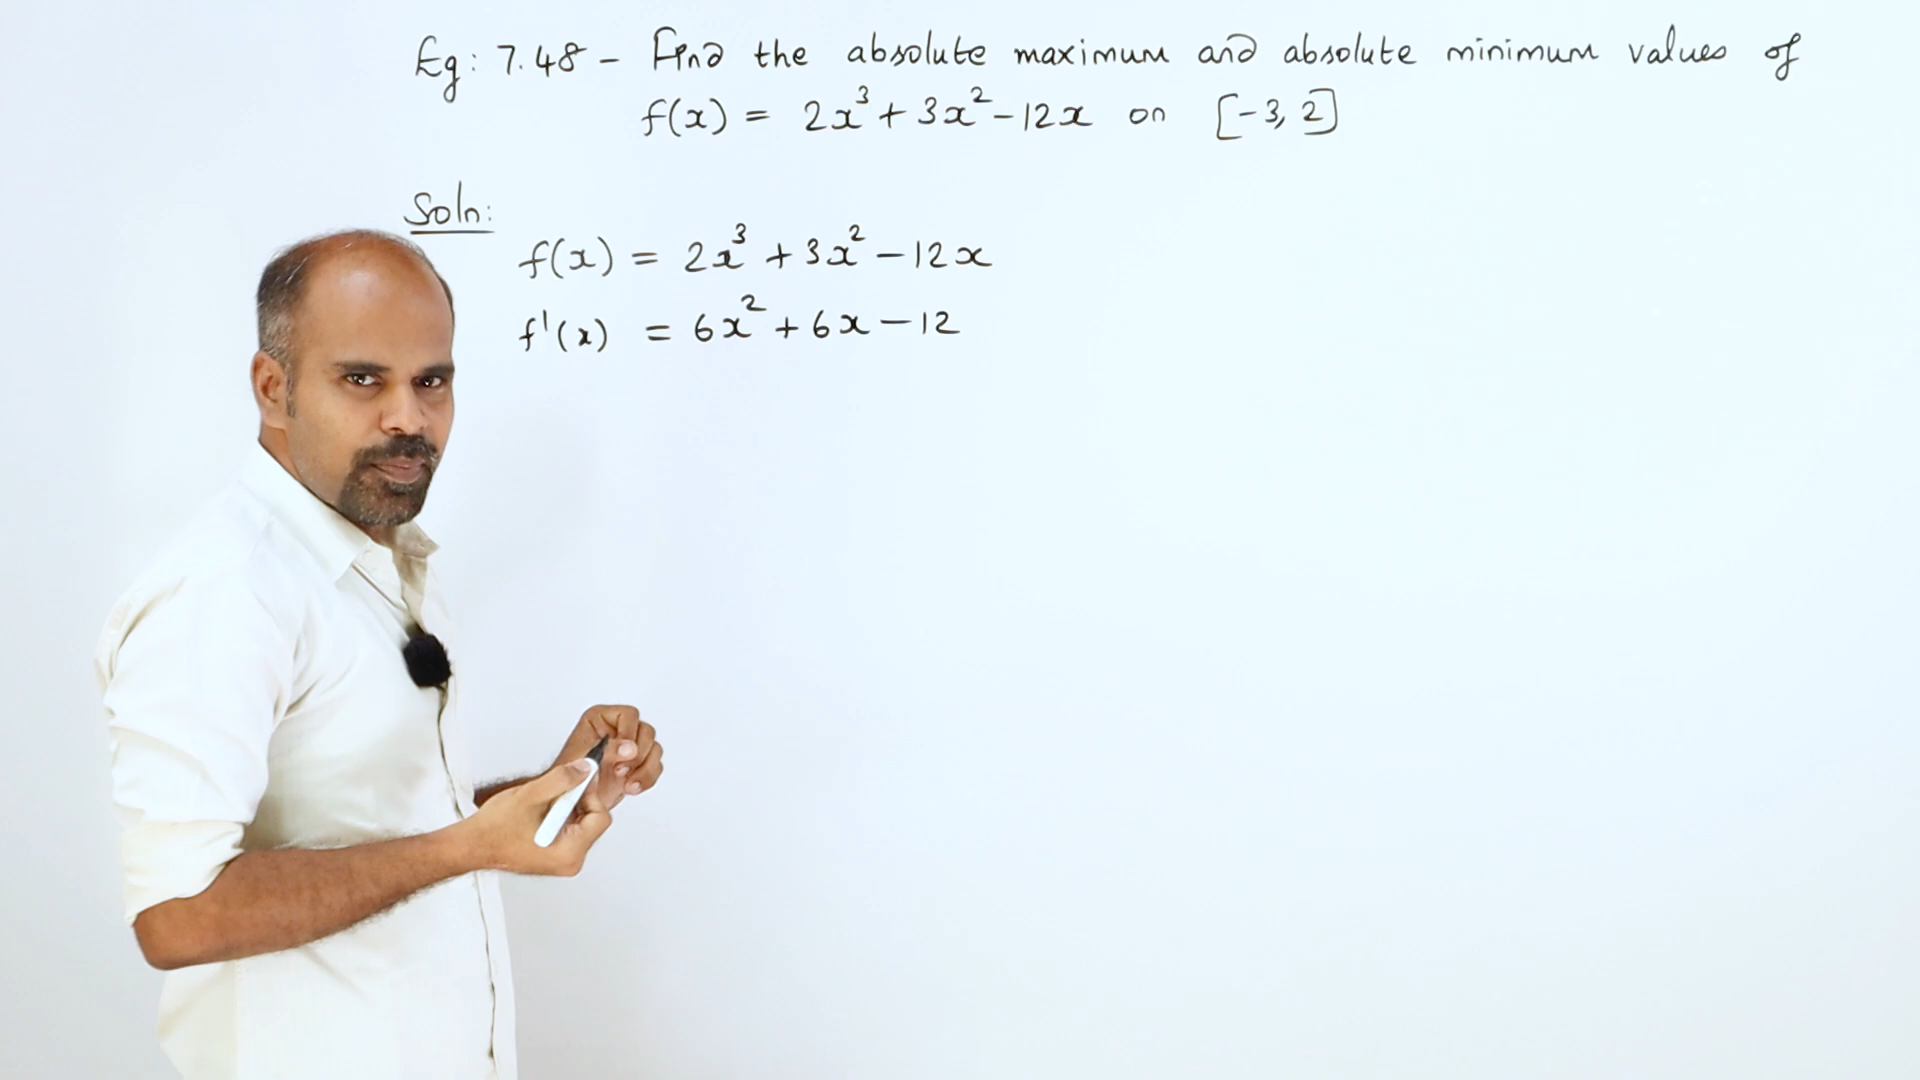 Eg: 7.48 - Find the absolute maximum and absolute minimum values of
f(x) = 2x³ + 3x² - 12x on [-3, 2]
Soln:
f(x) = 2x³ + 3x² - 12x
f'(x) = 6x² + 6x - 12